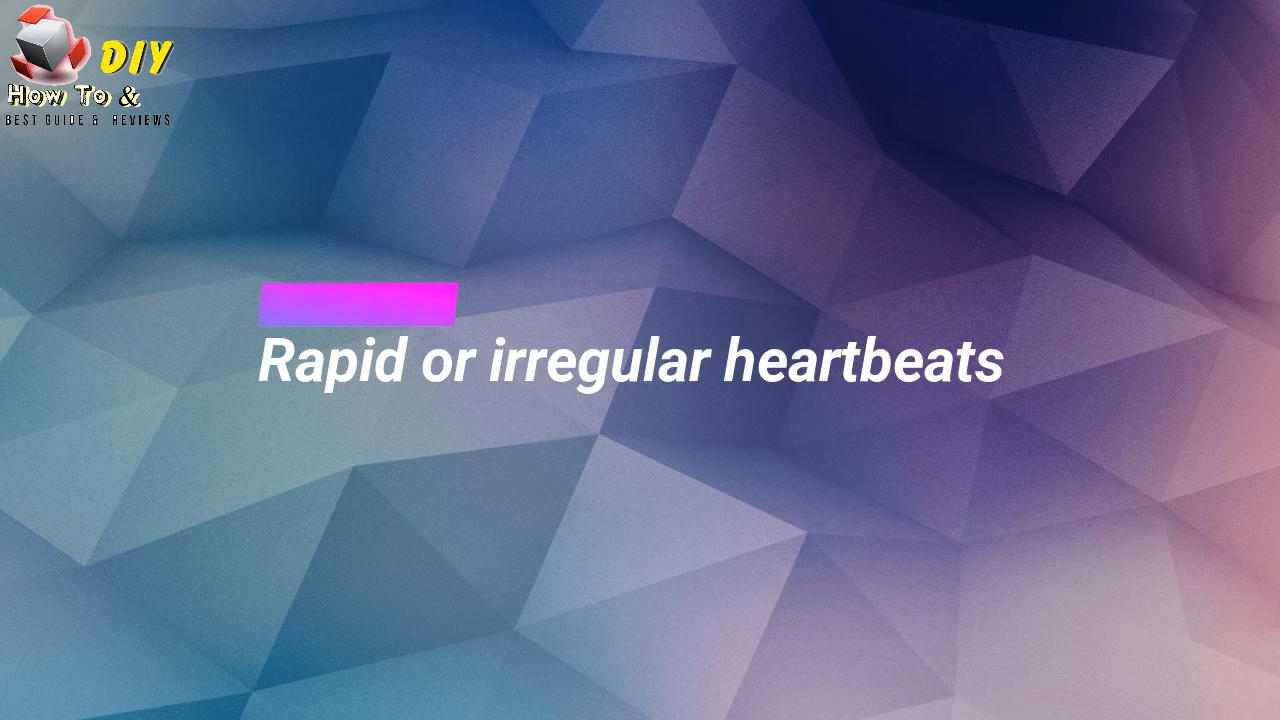 DIY
How To &
BEST GUIDE & REVIEWS
Rapid or irregular heartbeats